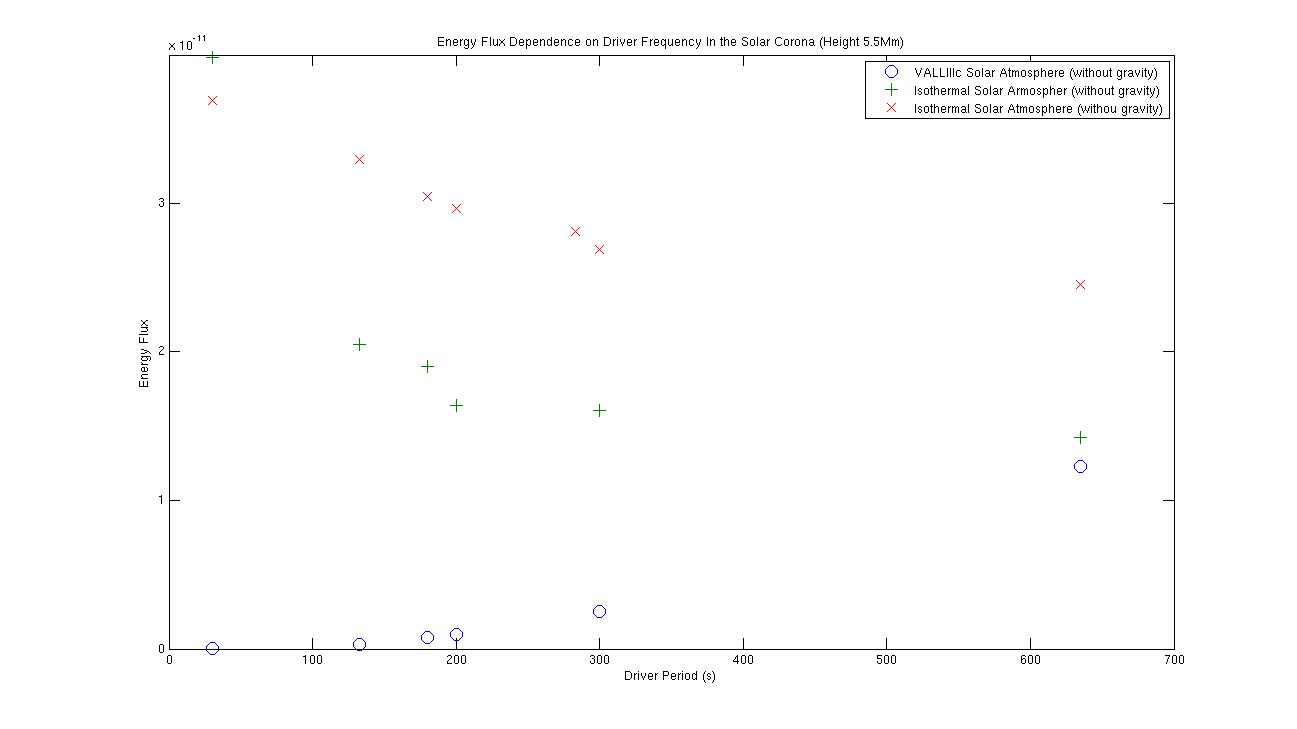 Energy Flux Dependence on Driver Frequency In the Solar Corona (Height 5.5Mm)
× 10^-11
VALIIIc Solar Atmosphere (without gravity)
Isothermal Solar Armospher (without gravity)
Isothermal Solar Atmosphere (withou gravity)
3
2
1
0
Energy Flux
0 100 200 300 400 500 600 700
Driver Period (s)